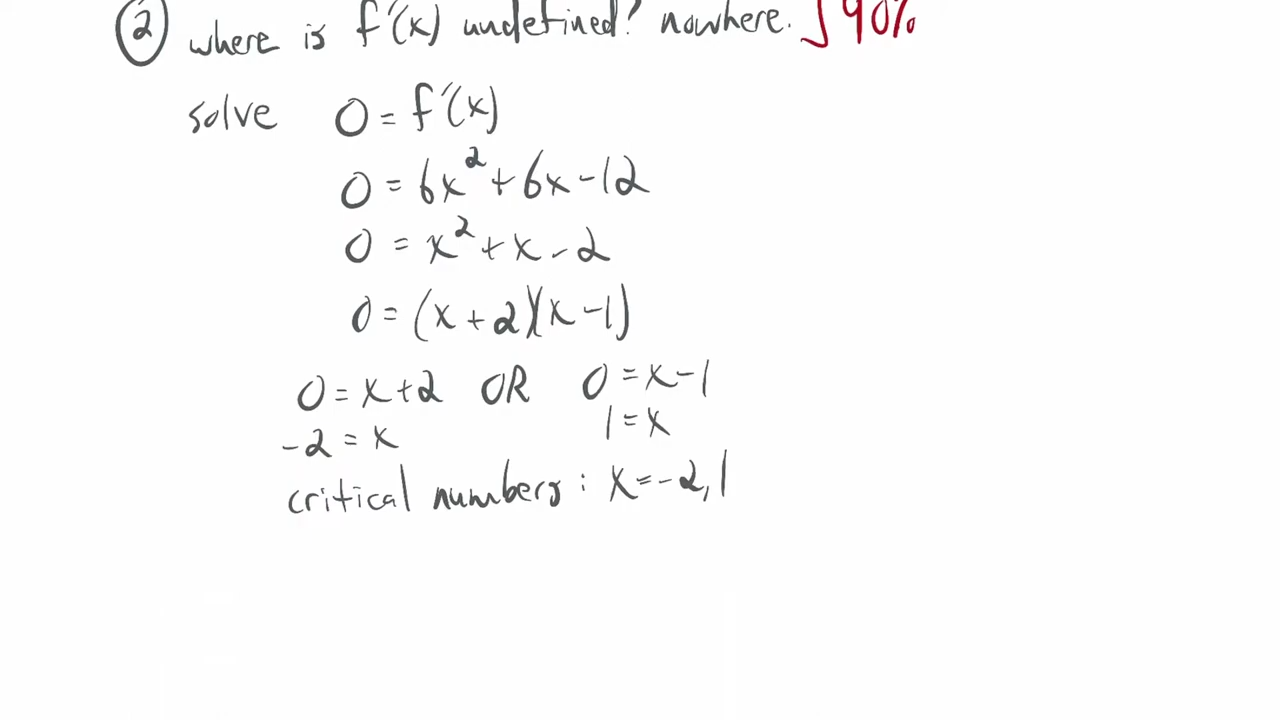 ② where is f'(x) undefined? nowhere. ∫90%
solve 0 = f'(x)
0 = 6x² + 6x - 12
0 = x² + x - 2
0 = (x + 2)(x - 1)
0 = x + 2 OR 0 = x - 1
-2 = x 1 = x
critical numbers : x = -2, 1